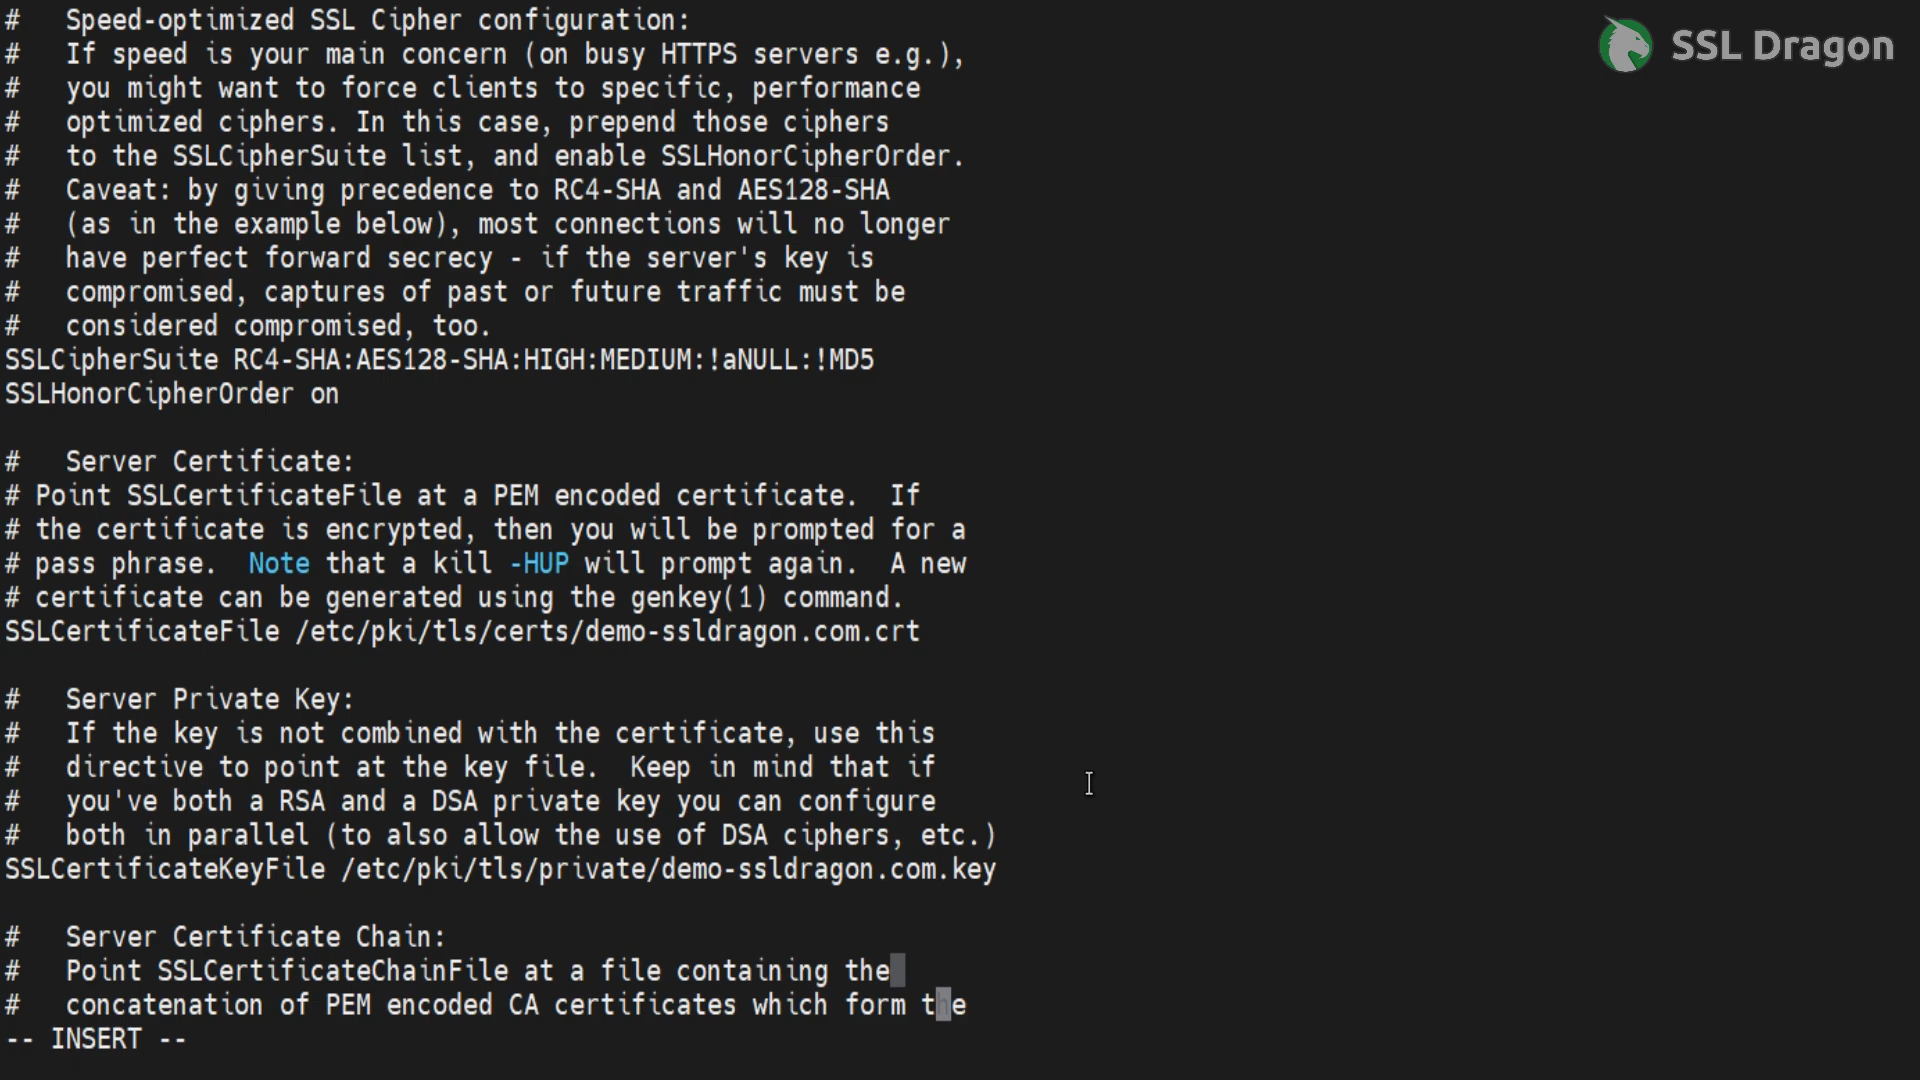 #   Speed-optimized SSL Cipher configuration:
#   If speed is your main concern (on busy HTTPS servers e.g.),
#   you might want to force clients to specific, performance
#   optimized ciphers. In this case, prepend those ciphers
#   to the SSLCipherSuite list, and enable SSLHonorCipherOrder.
#   Caveat: by giving precedence to RC4-SHA and AES128-SHA
#   (as in the example below), most connections will no longer
#   have perfect forward secrecy - if the server's key is
#   compromised, captures of past or future traffic must be
#   considered compromised, too.
SSLCipherSuite RC4-SHA:AES128-SHA:HIGH:MEDIUM:!aNULL:!MD5
SSLHonorCipherOrder on
#   Server Certificate:
# Point SSLCertificateFile at a PEM encoded certificate.  If
# the certificate is encrypted, then you will be prompted for a
# pass phrase.  Note that a kill -HUP will prompt again.  A new
# certificate can be generated using the genkey(1) command.
SSLCertificateFile /etc/pki/tls/certs/demo-ssldragon.com.crt
#   Server Private Key:
#   If the key is not combined with the certificate, use this
#   directive to point at the key file.  Keep in mind that if
#   you've both a RSA and a DSA private key you can configure
#   both in parallel (to also allow the use of DSA ciphers, etc.)
SSLCertificateKeyFile /etc/pki/tls/private/demo-ssldragon.com.key
#   Server Certificate Chain:
#   Point SSLCertificateChainFile at a file containing the
#   concatenation of PEM encoded CA certificates which form the
-- INSERT --
SSL Dragon